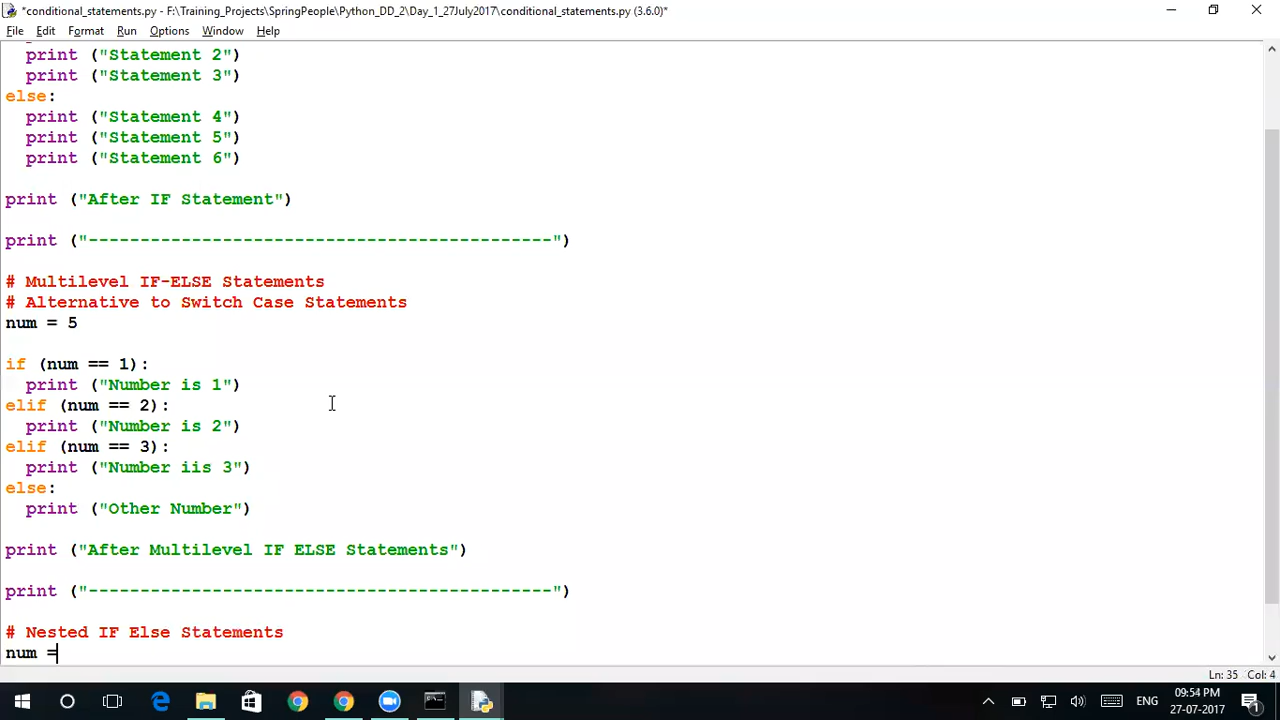 *conditional_statements.py - F:\Training_Projects\SpringPeople\Python_DD_2\Day_1_27July2017\conditional_statements.py (3.6.0)*
File Edit Format Run Options Window Help
print ("Statement 2")
print ("Statement 3")
else:
print ("Statement 4")
print ("Statement 5")
print ("Statement 6")
print ("After IF Statement")
print ("---------------------------------------------")
# Multilevel IF-ELSE Statements
# Alternative to Switch Case Statements
num = 5
if (num == 1):
print ("Number is 1")
elif (num == 2):
print ("Number is 2")
elif (num == 3):
print ("Number iis 3")
else:
print ("Other Number")
print ("After Multilevel IF ELSE Statements")
print ("---------------------------------------------")
# Nested IF Else Statements
num =
Ln: 35 Col: 4
ENG
09:54 PM
27-07-2017
1